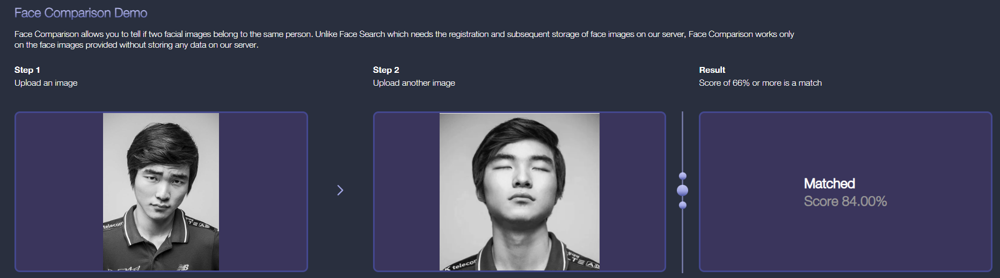 Face Comparison Demo
Face Comparison allows you to tell if two facial images belong to the same person. Unlike Face Search which needs the registration and subsequent storage of face images on our server, Face Comparison works only
on the face images provided without storing any data on our server.
Step 1
Upload an image
Step 2
Upload another image
Result
Score of 66% or more is a match
telecom
NB
telecom
Matched
Score 84.00%